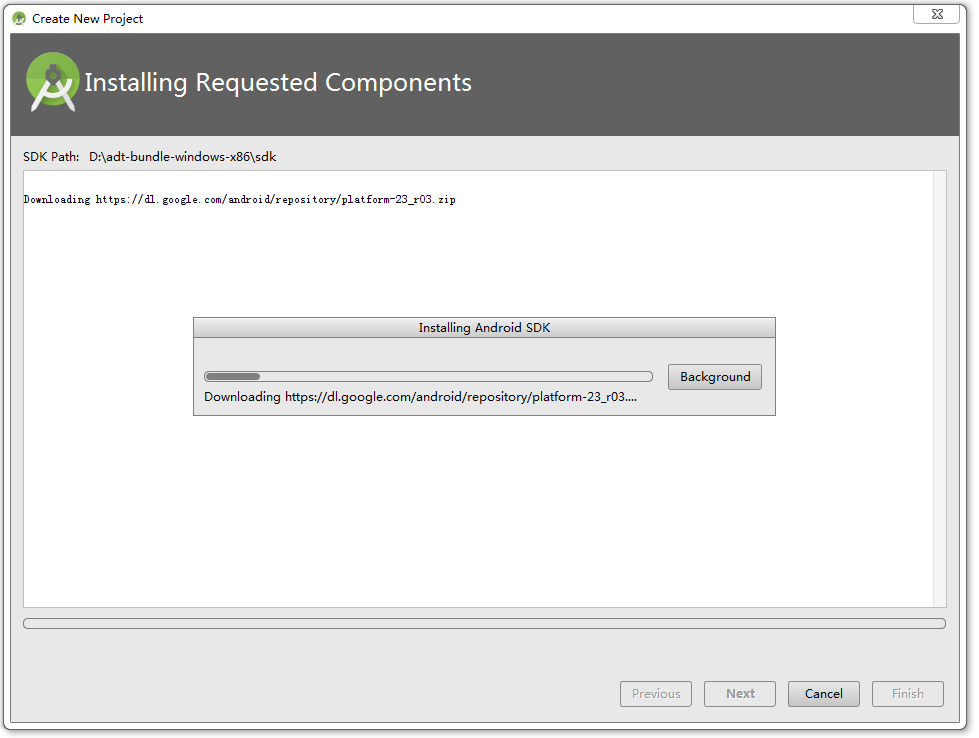 Create New Project
Installing Requested Components
SDK Path: D:\adt-bundle-windows-x86\sdk
Downloading https://dl.google.com/android/repository/platform-23_r03.zip
Installing Android SDK
Background
Downloading https://dl.google.com/android/repository/platform-23_r03....
Previous Next Cancel Finish